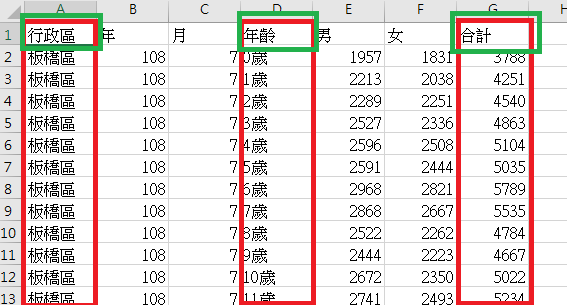 A B C D E F G H
1 行政區 年 月 年齡 男 女 合計
2 板橋區 108 7 0歲 1957 1831 3788
3 板橋區 108 7 1歲 2213 2038 4251
4 板橋區 108 7 2歲 2289 2251 4540
5 板橋區 108 7 3歲 2527 2336 4863
6 板橋區 108 7 4歲 2596 2508 5104
7 板橋區 108 7 5歲 2591 2444 5035
8 板橋區 108 7 6歲 2968 2821 5789
9 板橋區 108 7 7歲 2868 2667 5535
10 板橋區 108 7 8歲 2522 2262 4784
11 板橋區 108 7 9歲 2444 2223 4667
12 板橋區 108 7 10歲 2672 2350 5022
13 板橋區 108 7 11歲 2741 2493 5234